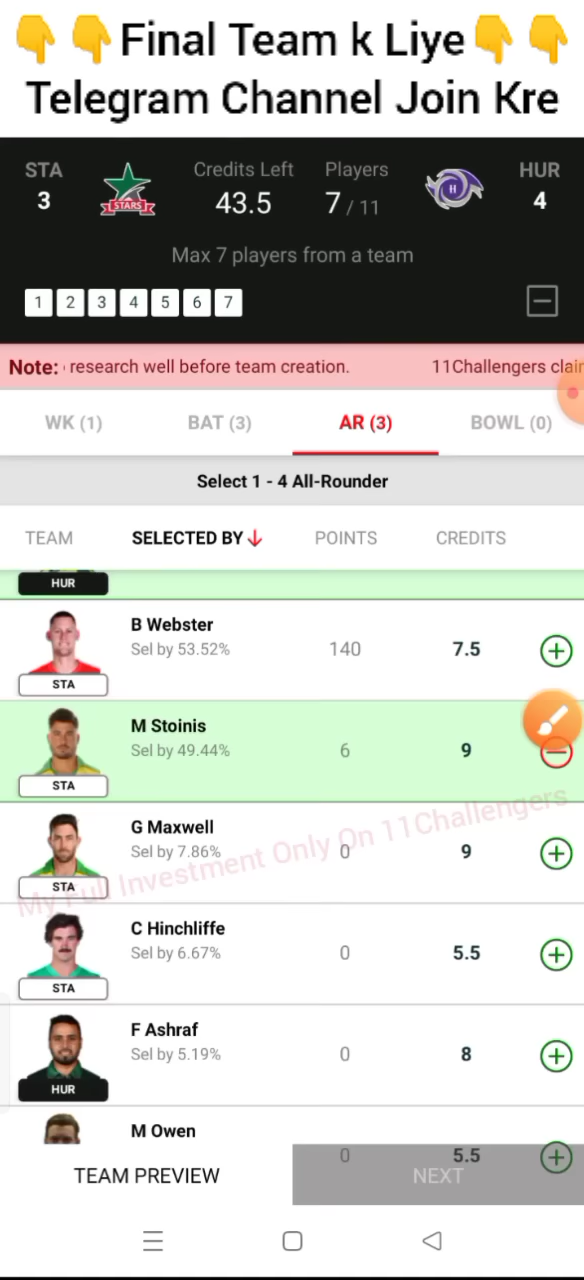 👇👇Final Team k Liye👇👇
Telegram Channel Join Kre
STA Credits Left Players HUR
3 STARS 43.5 7 / 11 H 4
Max 7 players from a team
1 2 3 4 5 6 7
Note: research well before team creation. 11Challengers clai
WK (1) BAT (3) AR (3) BOWL (0)
Select 1 - 4 All-Rounder
TEAM SELECTED BY POINTS CREDITS
HUR
B Webster
Sel by 53.52% 140 7.5
STA
M Stoinis
Sel by 49.44% 6 9
STA
G Maxwell
Sel by 7.86% 0 9
STA
My Full Investment Only On 11Challengers
C Hinchliffe
Sel by 6.67% 0 5.5
STA
F Ashraf
Sel by 5.19% 0 8
HUR
M Owen
0 5.5
TEAM PREVIEW NEXT